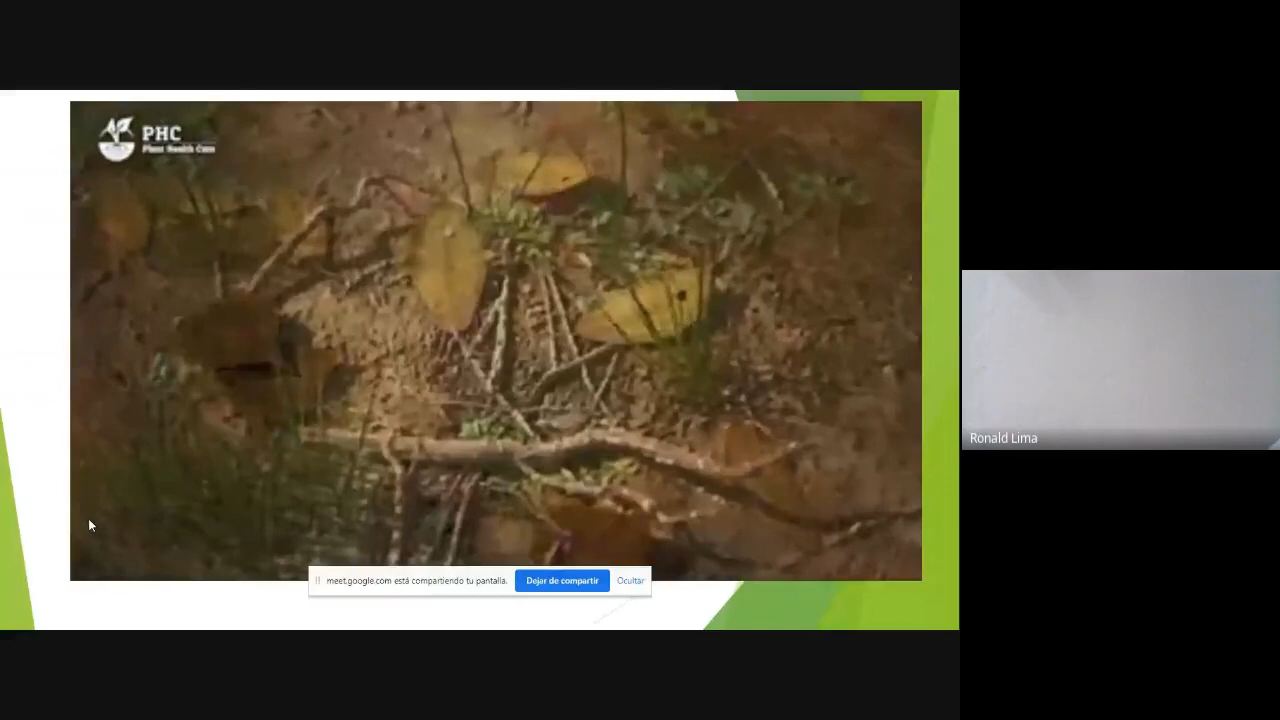 PHC
Plant Health Care
meet.google.com está compartiendo tu pantalla.
Dejar de compartir
Ocultar
Ronald Lima